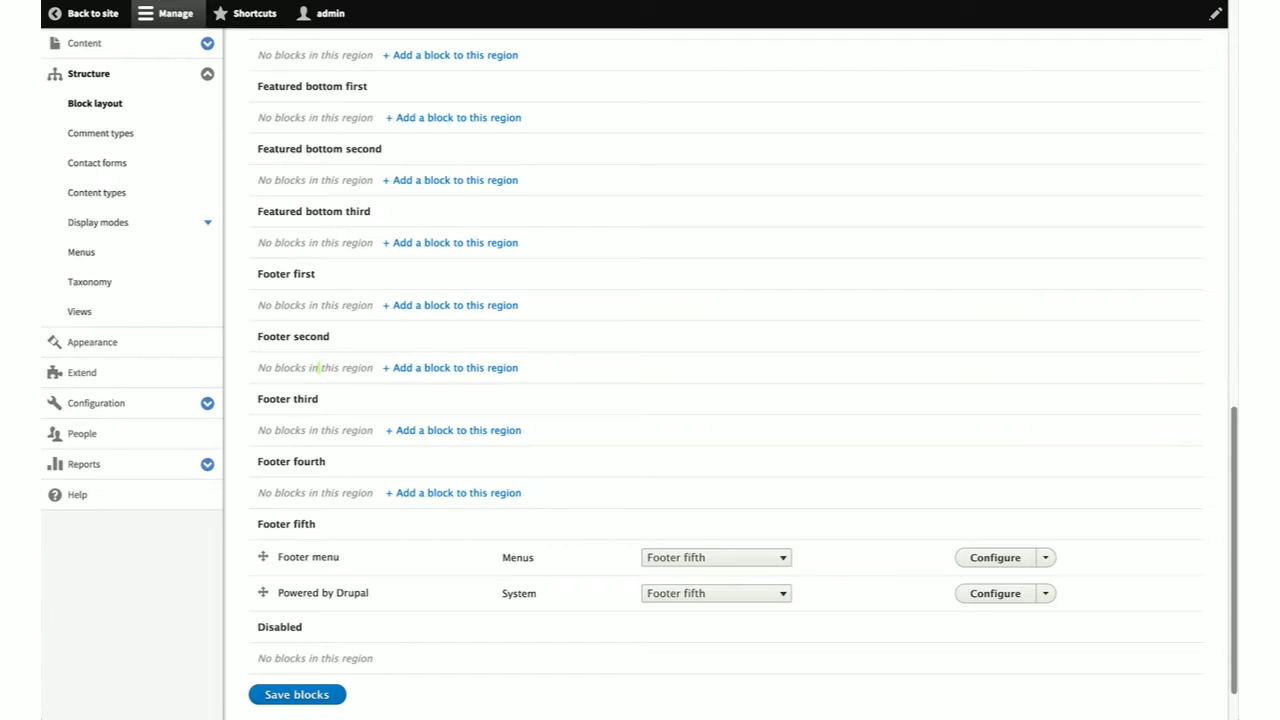 Back to site Manage Shortcuts admin
Content
Structure
Block layout
Comment types
Contact forms
Content types
Display modes
Menus
Taxonomy
Views
Appearance
Extend
Configuration
People
Reports
Help
No blocks in this region + Add a block to this region
Featured bottom first
No blocks in this region + Add a block to this region
Featured bottom second
No blocks in this region + Add a block to this region
Featured bottom third
No blocks in this region + Add a block to this region
Footer first
No blocks in this region + Add a block to this region
Footer second
No blocks in this region + Add a block to this region
Footer third
No blocks in this region + Add a block to this region
Footer fourth
No blocks in this region + Add a block to this region
Footer fifth
Footer menu Menus Footer fifth Configure
Powered by Drupal System Footer fifth Configure
Disabled
No blocks in this region
Save blocks